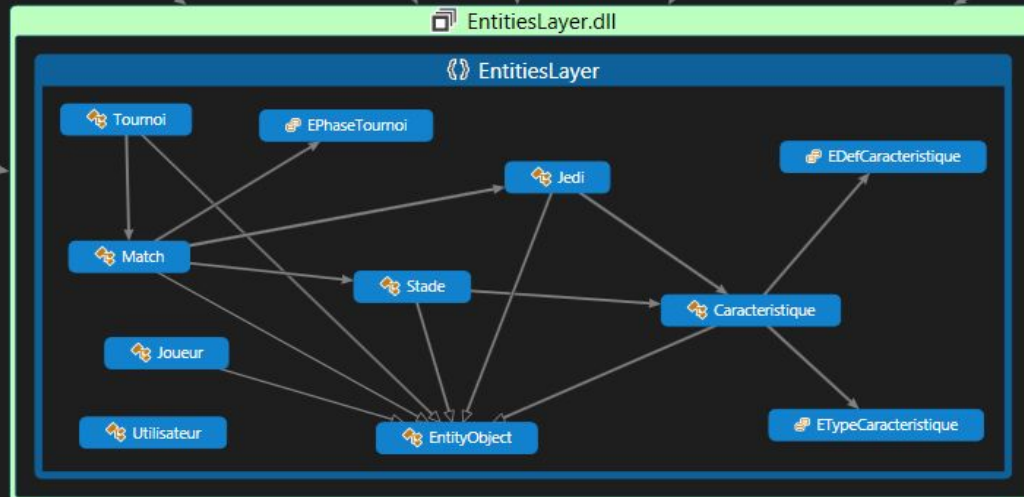 EntitiesLayer.dll
EntitiesLayer
Tournoi
EPhaseTournoi
EDefCaracteristique
Jedi
Match
Stade
Caracteristique
Joueur
Utilisateur
EntityObject
ETypeCaracteristique